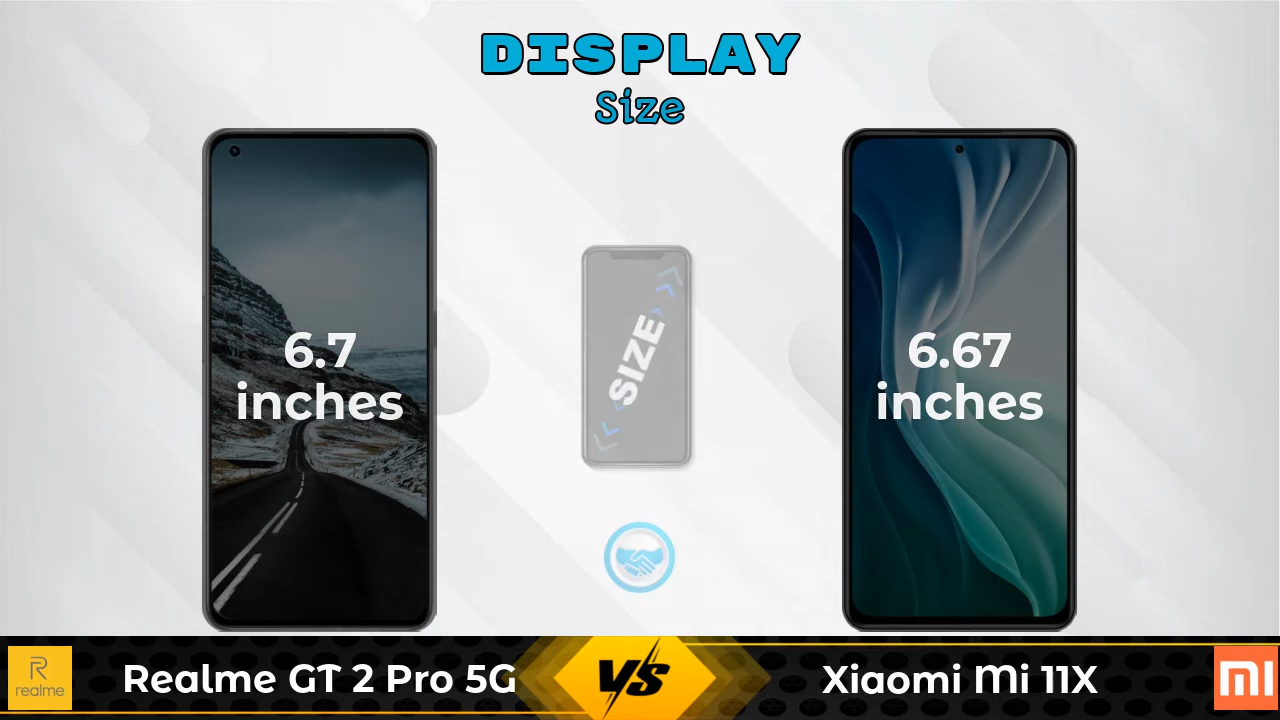 DISPLAY
Size
6.7
inches
SIZE
6.67
inches
R
realme
Realme GT 2 Pro 5G
VS
Xiaomi Mi 11X
MI